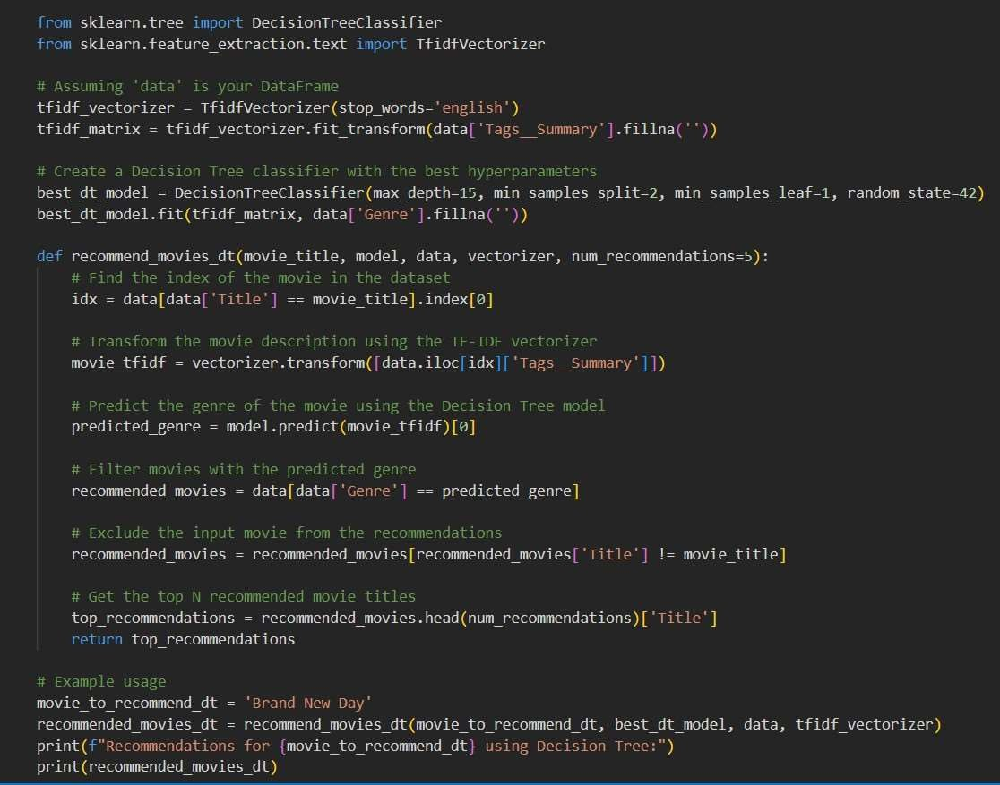 from sklearn.tree import DecisionTreeClassifier
from sklearn.feature_extraction.text import TfidfVectorizer

# Assuming 'data' is your DataFrame
tfidf_vectorizer = TfidfVectorizer(stop_words='english')
tfidf_matrix = tfidf_vectorizer.fit_transform(data['Tags__Summary'].fillna(''))

# Create a Decision Tree classifier with the best hyperparameters
best_dt_model = DecisionTreeClassifier(max_depth=15, min_samples_split=2, min_samples_leaf=1, random_state=42)
best_dt_model.fit(tfidf_matrix, data['Genre'].fillna(''))

def recommend_movies_dt(movie_title, model, data, vectorizer, num_recommendations=5):
    # Find the index of the movie in the dataset
    idx = data[data['Title'] == movie_title].index[0]

    # Transform the movie description using the TF-IDF vectorizer
    movie_tfidf = vectorizer.transform([data.iloc[idx]['Tags__Summary']])

    # Predict the genre of the movie using the Decision Tree model
    predicted_genre = model.predict(movie_tfidf)[0]

    # Filter movies with the predicted genre
    recommended_movies = data[data['Genre'] == predicted_genre]

    # Exclude the input movie from the recommendations
    recommended_movies = recommended_movies[recommended_movies['Title'] != movie_title]

    # Get the top N recommended movie titles
    top_recommendations = recommended_movies.head(num_recommendations)['Title']
    return top_recommendations

# Example usage
movie_to_recommend_dt = 'Brand New Day'
recommended_movies_dt = recommend_movies_dt(movie_to_recommend_dt, best_dt_model, data, tfidf_vectorizer)
print(f"Recommendations for {movie_to_recommend_dt} using Decision Tree:")
print(recommended_movies_dt)